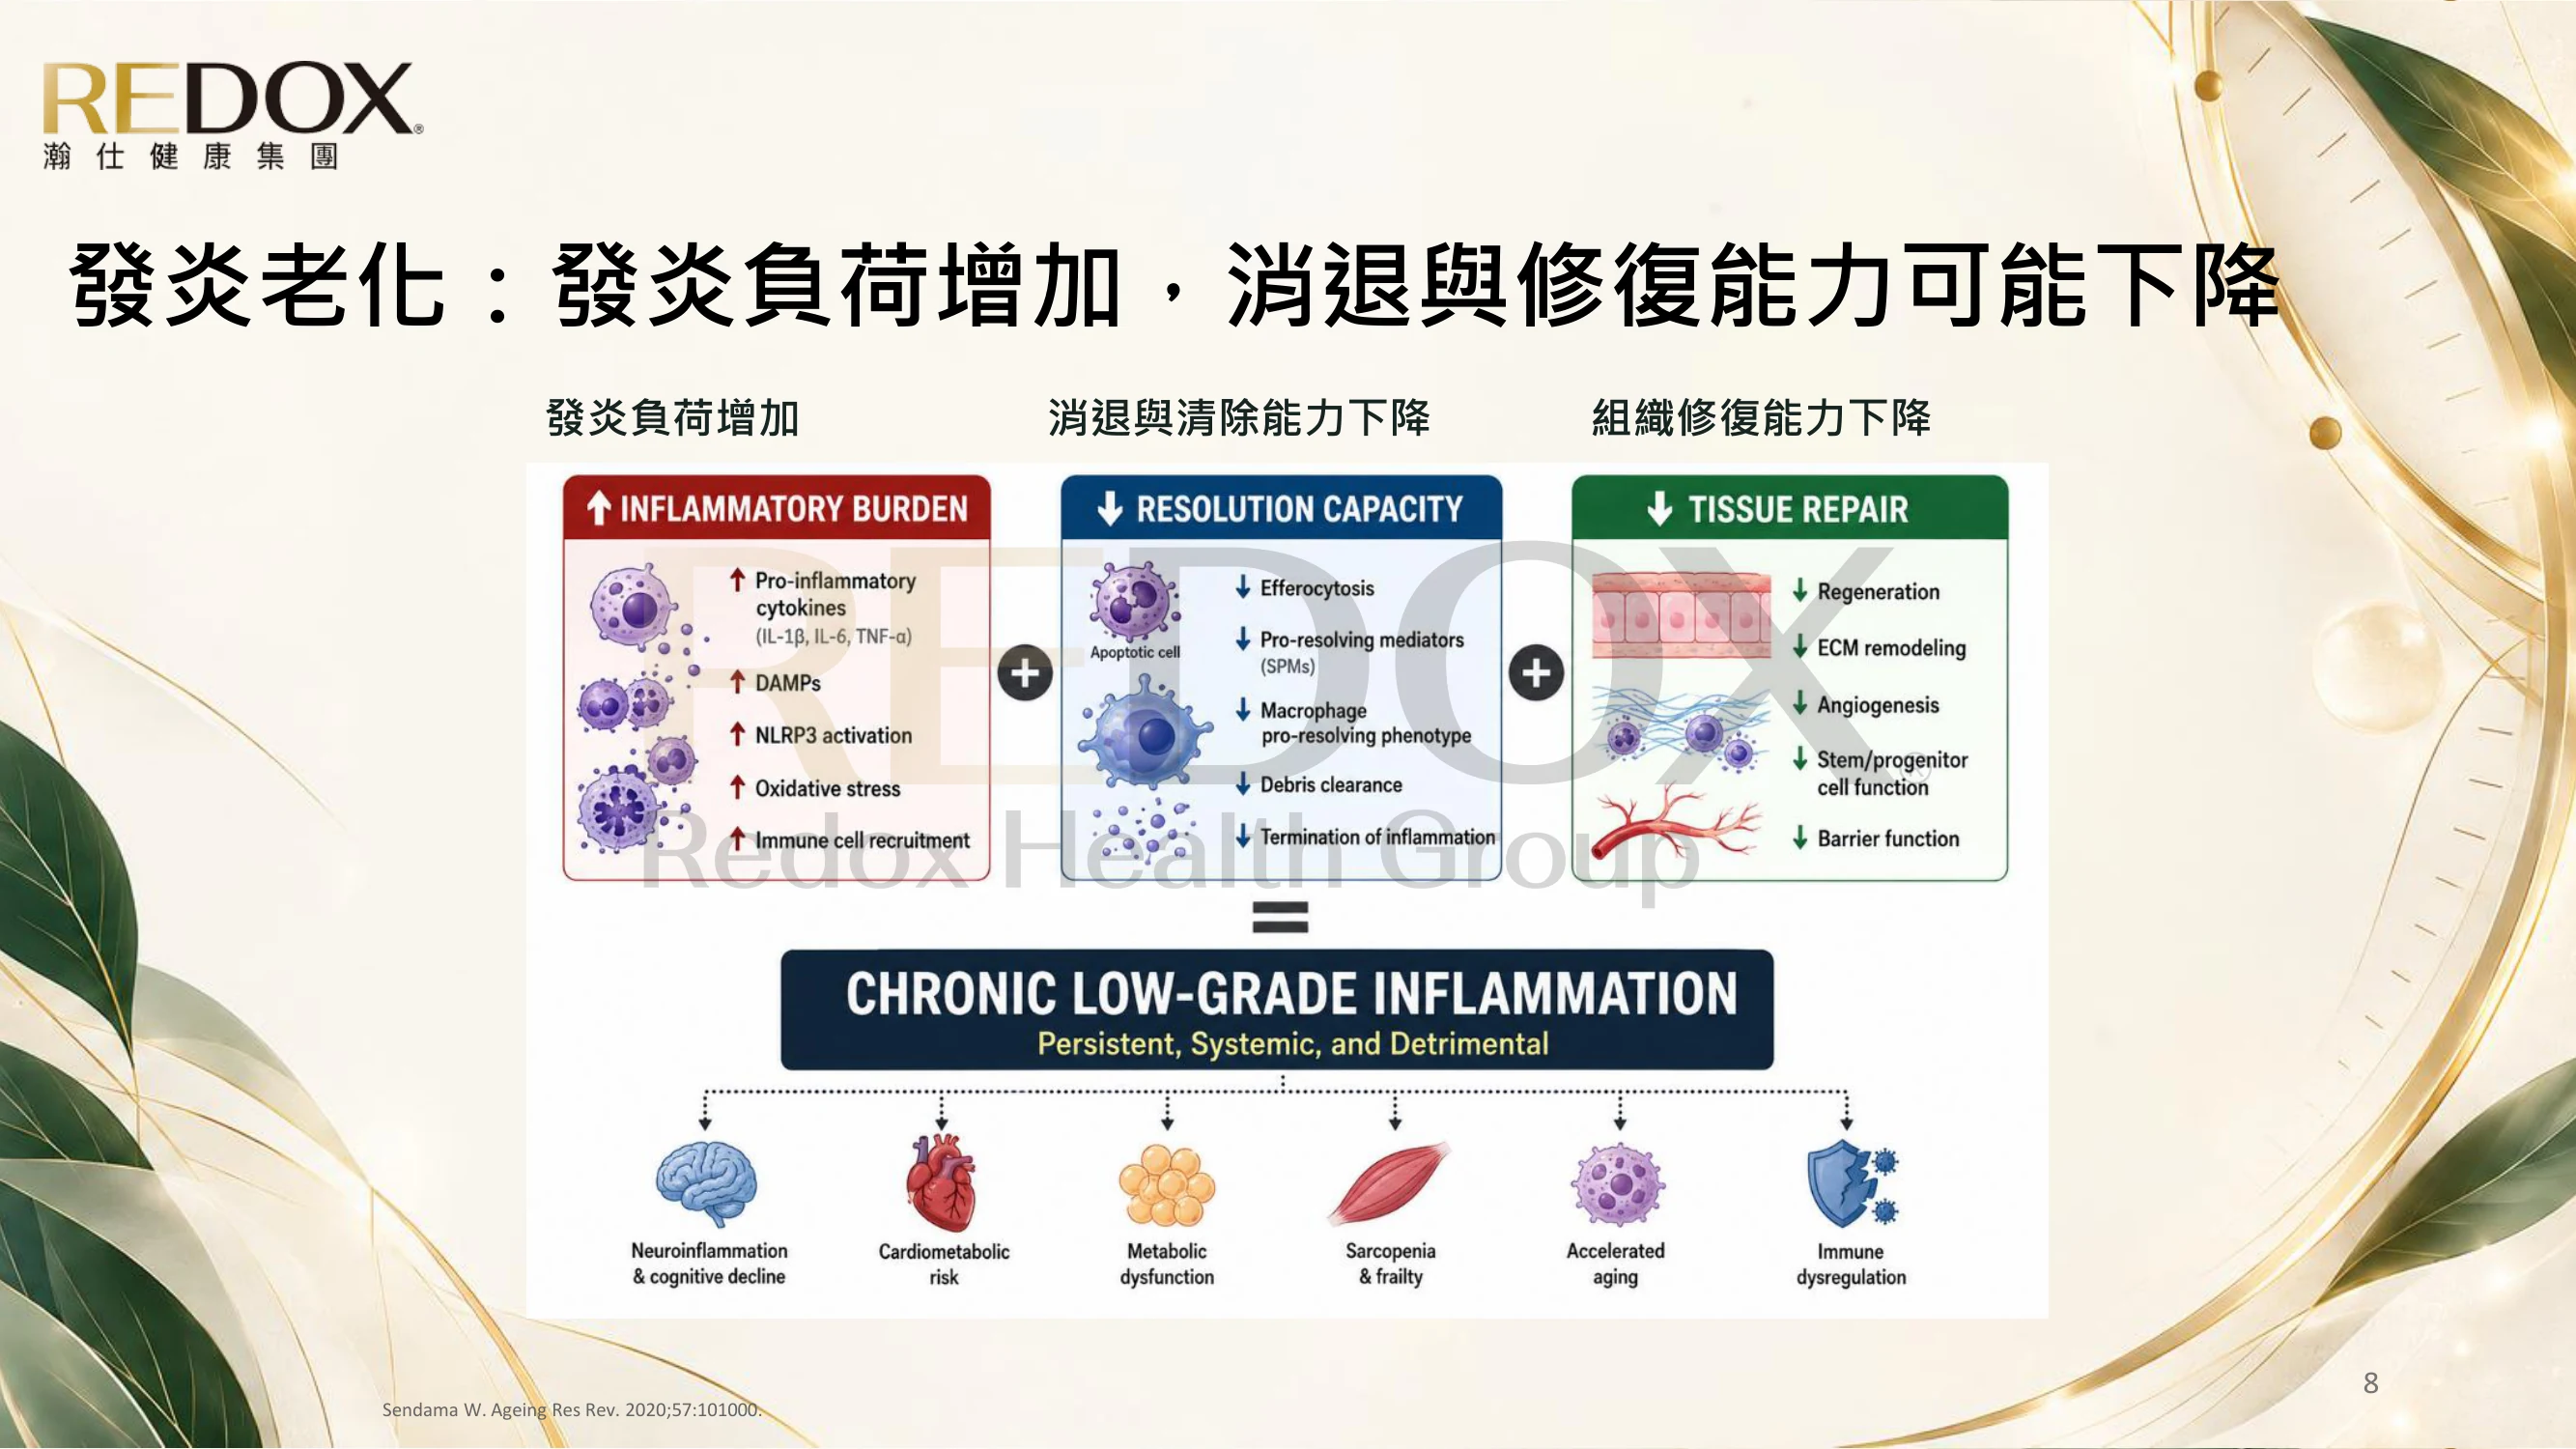 REDOX®
瀚仕健康集團
發炎老化：發炎負荷增加，消退與修復能力可能下降
發炎負荷增加
消退與清除能力下降
組織修復能力下降
INFLAMMATORY BURDEN
Pro-inflammatory
cytokines
(IL-1β, IL-6, TNF-α)
DAMPs
NLRP3 activation
Oxidative stress
Immune cell recruitment
RESOLUTION CAPACITY
Apoptotic cell
Efferocytosis
Pro-resolving mediators
(SPMs)
Macrophage
pro-resolving phenotype
Debris clearance
Termination of inflammation
TISSUE REPAIR
Regeneration
ECM remodeling
Angiogenesis
Stem/progenitor
cell function
Barrier function
REDOX®
Redox Health Group
CHRONIC LOW-GRADE INFLAMMATION
Persistent, Systemic, and Detrimental
Neuroinflammation
& cognitive decline
Cardiometabolic
risk
Metabolic
dysfunction
Sarcopenia
& frailty
Accelerated
aging
Immune
dysregulation
Sendama W. Ageing Res Rev. 2020;57:101000.
8